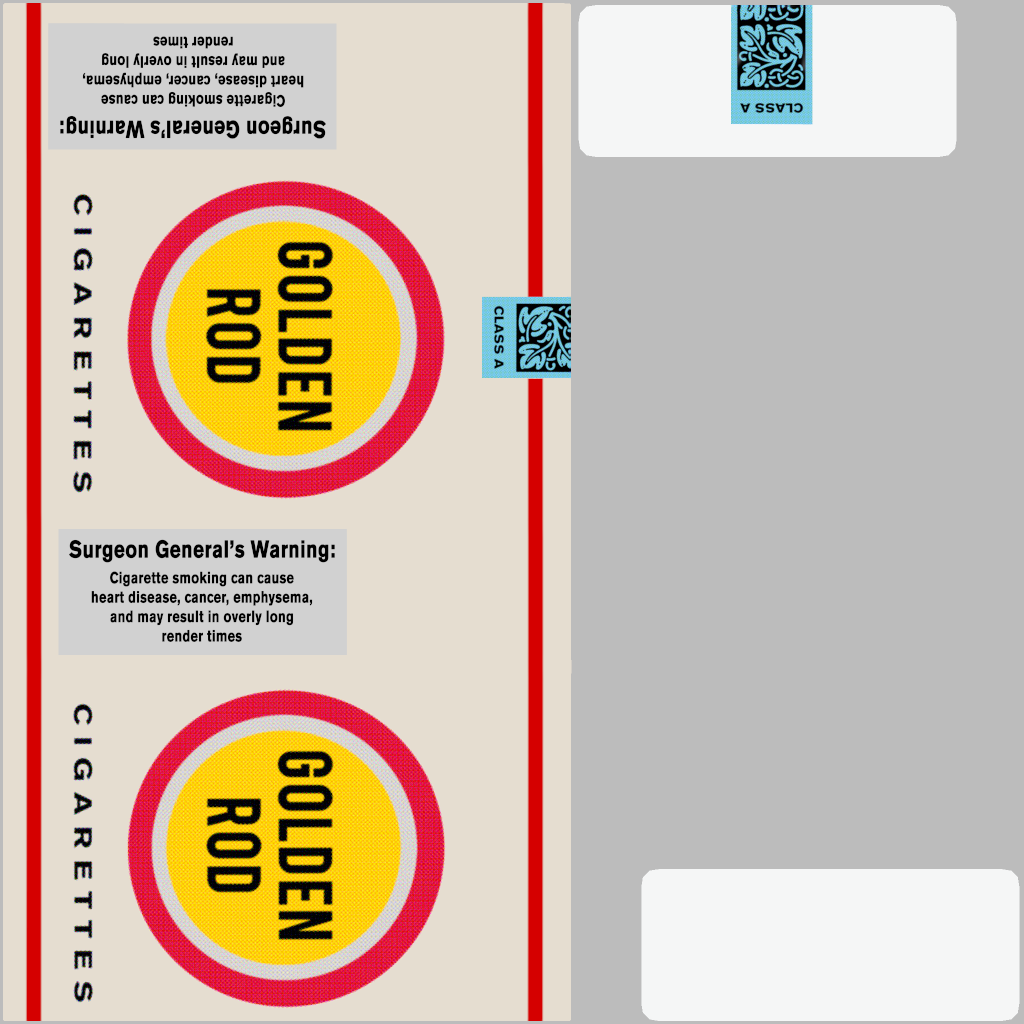 Surgeon General's Warning:
Cigarette smoking can cause
heart disease, cancer, emphysema,
and may result in overly long
render times
CIGARETTES
GOLDEN
ROD
CLASS A
CLASS A
Surgeon General's Warning:
Cigarette smoking can cause
heart disease, cancer, emphysema,
and may result in overly long
render times
CIGARETTES
GOLDEN
ROD